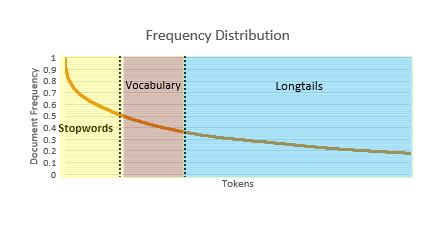 Frequency Distribution
1
0.9
0.8
0.7
0.6
0.5
0.4
0.3
0.2
0.1
0
Document Frequency
Stopwords
Vocabulary
Longtails
Tokens